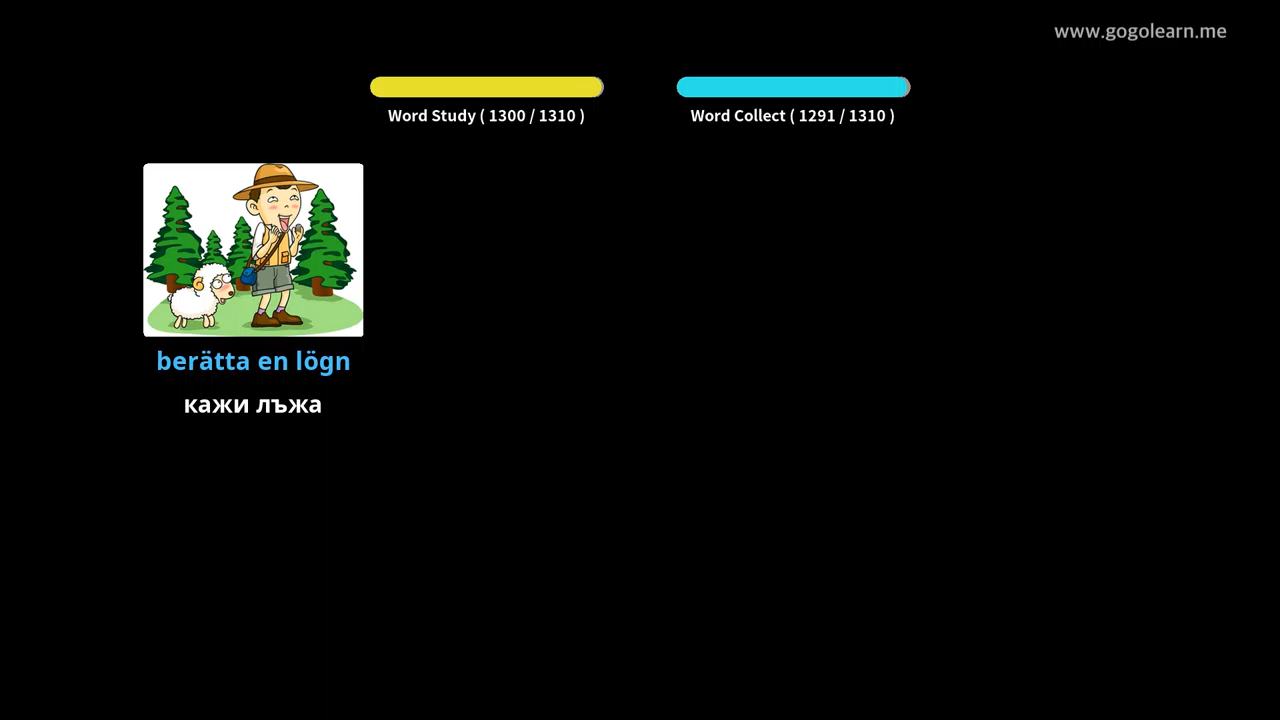 www.gogolearn.me
Word Study ( 1300 / 1310 )
Word Collect ( 1291 / 1310 )
berätta en lögn
кажи лъжа